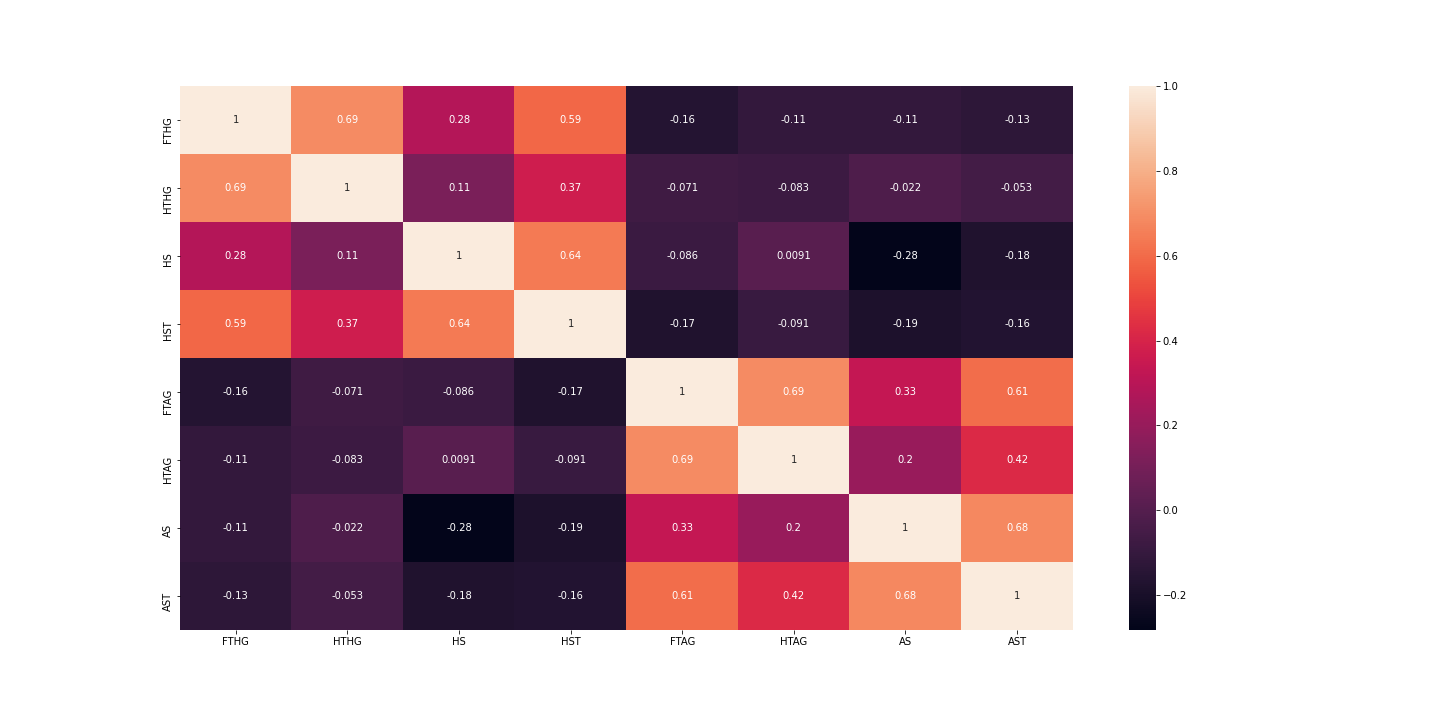 FTHG 1 0.69 0.28 0.59 -0.16 -0.11 -0.11 -0.13
HTHG 0.69 1 0.11 0.37 -0.071 -0.083 -0.022 -0.053
HS 0.28 0.11 1 0.64 -0.086 0.0091 -0.28 -0.18
HST 0.59 0.37 0.64 1 -0.17 -0.091 -0.19 -0.16
FTAG -0.16 -0.071 -0.086 -0.17 1 0.69 0.33 0.61
HTAG -0.11 -0.083 0.0091 -0.091 0.69 1 0.2 0.42
AS -0.11 -0.022 -0.28 -0.19 0.33 0.2 1 0.68
AST -0.13 -0.053 -0.18 -0.16 0.61 0.42 0.68 1
FTHG HTHG HS HST FTAG HTAG AS AST
1.0
0.8
0.6
0.4
0.2
0.0
−0.2